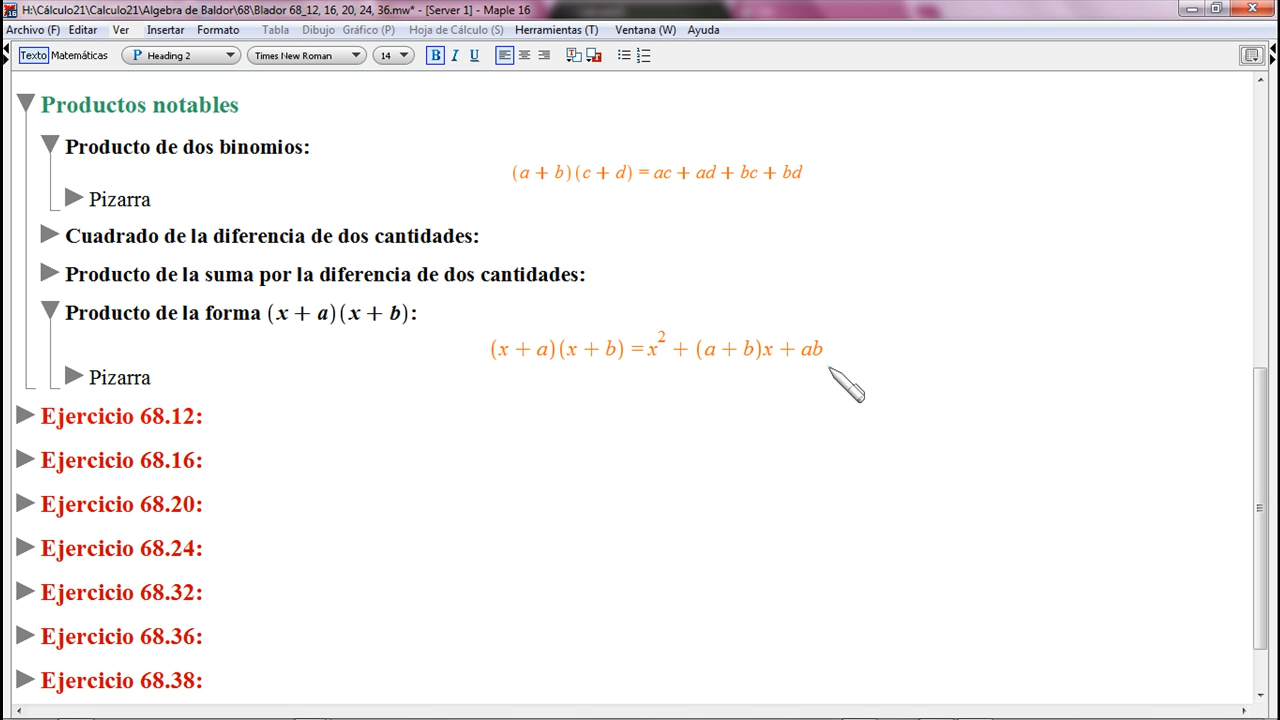 H:\Cálculo21\Calculo21\Algebra de Baldor\68\Blador 68_12, 16, 20, 24, 36.mw* - [Server 1] - Maple 16
Archivo (F) Editar Ver Insertar Formato Tabla Dibujo Gráfico (P) Hoja de Cálculo (S) Herramientas (T) Ventana (W) Ayuda
Texto Matemáticas P Heading 2 Times New Roman 14 B I U
Productos notables
Producto de dos binomios:
(a + b)(c + d) = ac + ad + bc + bd
Pizarra
Cuadrado de la diferencia de dos cantidades:
Producto de la suma por la diferencia de dos cantidades:
Producto de la forma (x + a)(x + b):
(x + a)(x + b) = x² + (a + b)x + ab
Pizarra
Ejercicio 68.12:
Ejercicio 68.16:
Ejercicio 68.20:
Ejercicio 68.24:
Ejercicio 68.32:
Ejercicio 68.36:
Ejercicio 68.38: